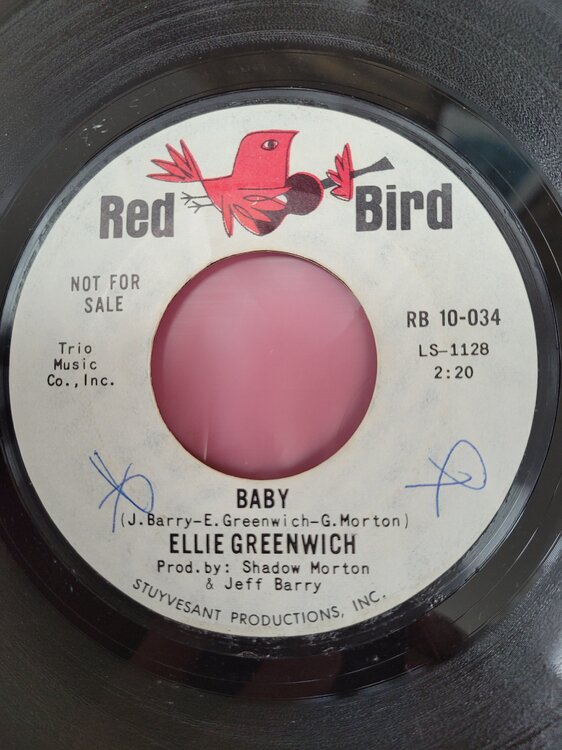 Red Bird
NOT FOR
SALE
Trio
Music
Co.,Inc.
RB 10-034
LS-1128
2:20
BABY
(J.Barry-E.Greenwich-G.Morton)
ELLIE GREENWICH
Prod.by: Shadow Morton
& Jeff Barry
STUYVESANT PRODUCTIONS, INC.